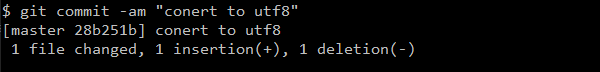 $ git commit -am "conert to utf8"
[master 28b251b] conert to utf8
1 file changed, 1 insertion(+), 1 deletion(-)